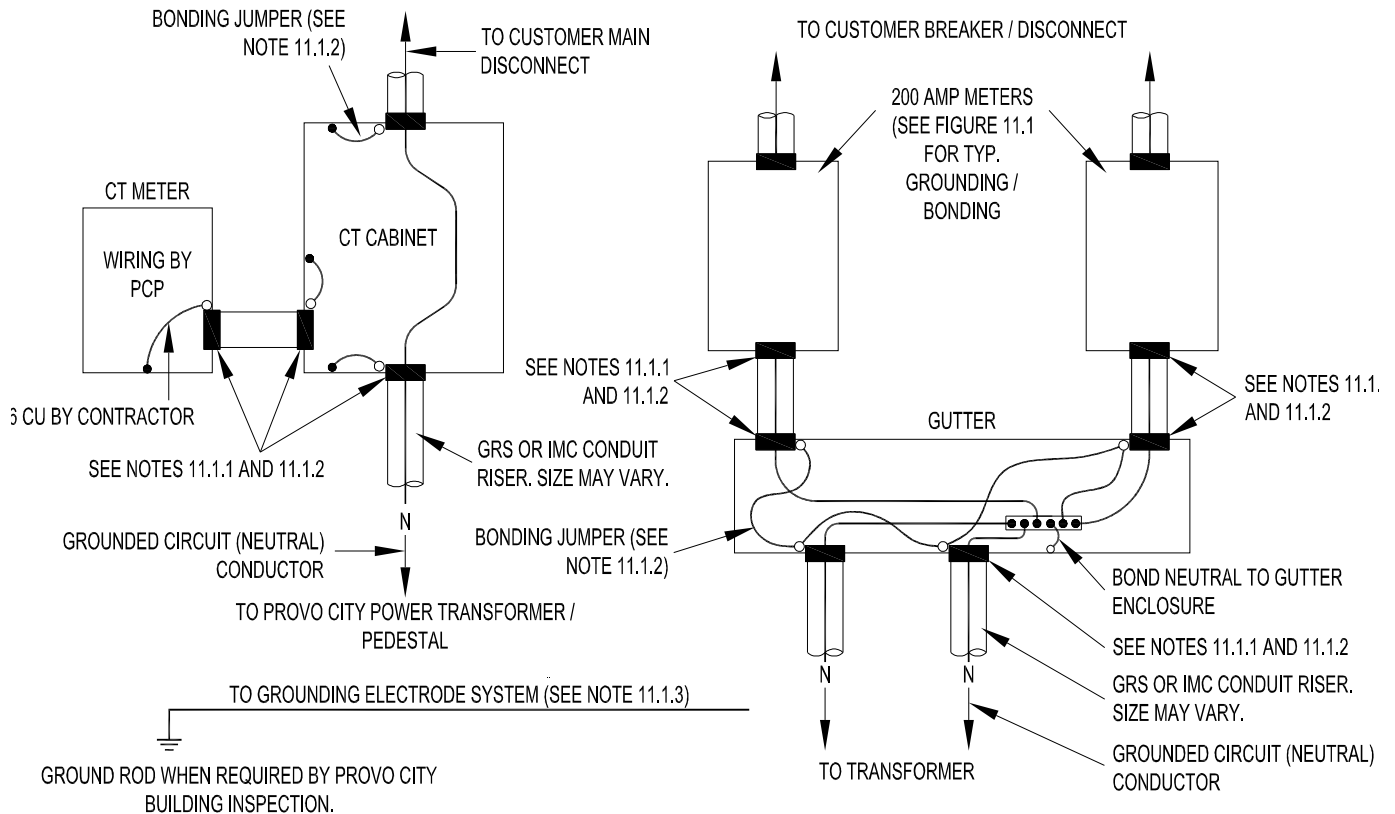 BONDING JUMPER (SEE
NOTE 11.1.2)
TO CUSTOMER MAIN
DISCONNECT
CT METER
WIRING BY
PCP
CT CABINET
6 CU BY CONTRACTOR
SEE NOTES 11.1.1 AND 11.1.2
GRS OR IMC CONDUIT
RISER. SIZE MAY VARY.
N
GROUNDED CIRCUIT (NEUTRAL)
CONDUCTOR
TO PROVO CITY POWER TRANSFORMER /
PEDESTAL
TO GROUNDING ELECTRODE SYSTEM (SEE NOTE 11.1.3)
GROUND ROD WHEN REQUIRED BY PROVO CITY
BUILDING INSPECTION.
TO CUSTOMER BREAKER / DISCONNECT
200 AMP METERS
(SEE FIGURE 11.1
FOR TYP.
GROUNDING /
BONDING
SEE NOTES 11.1.1
AND 11.1.2
SEE NOTES 11.1.
AND 11.1.2
GUTTER
BONDING JUMPER (SEE
NOTE 11.1.2)
BOND NEUTRAL TO GUTTER
ENCLOSURE
SEE NOTES 11.1.1 AND 11.1.2
GRS OR IMC CONDUIT RISER.
SIZE MAY VARY.
N
N
GROUNDED CIRCUIT (NEUTRAL)
CONDUCTOR
TO TRANSFORMER